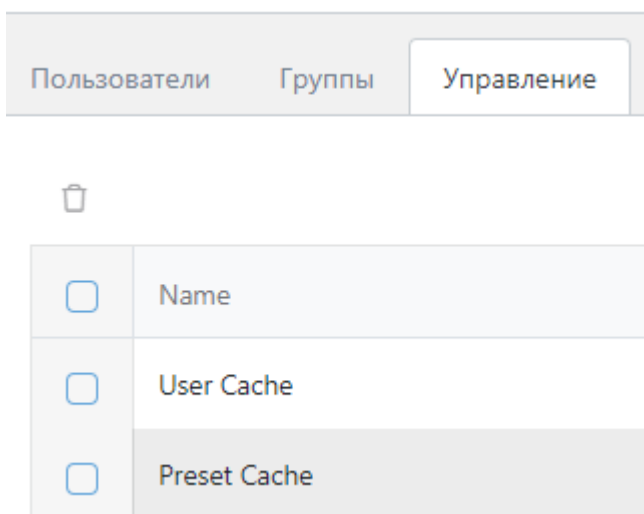 Пользователи Группы Управление
Name
User Cache
Preset Cache